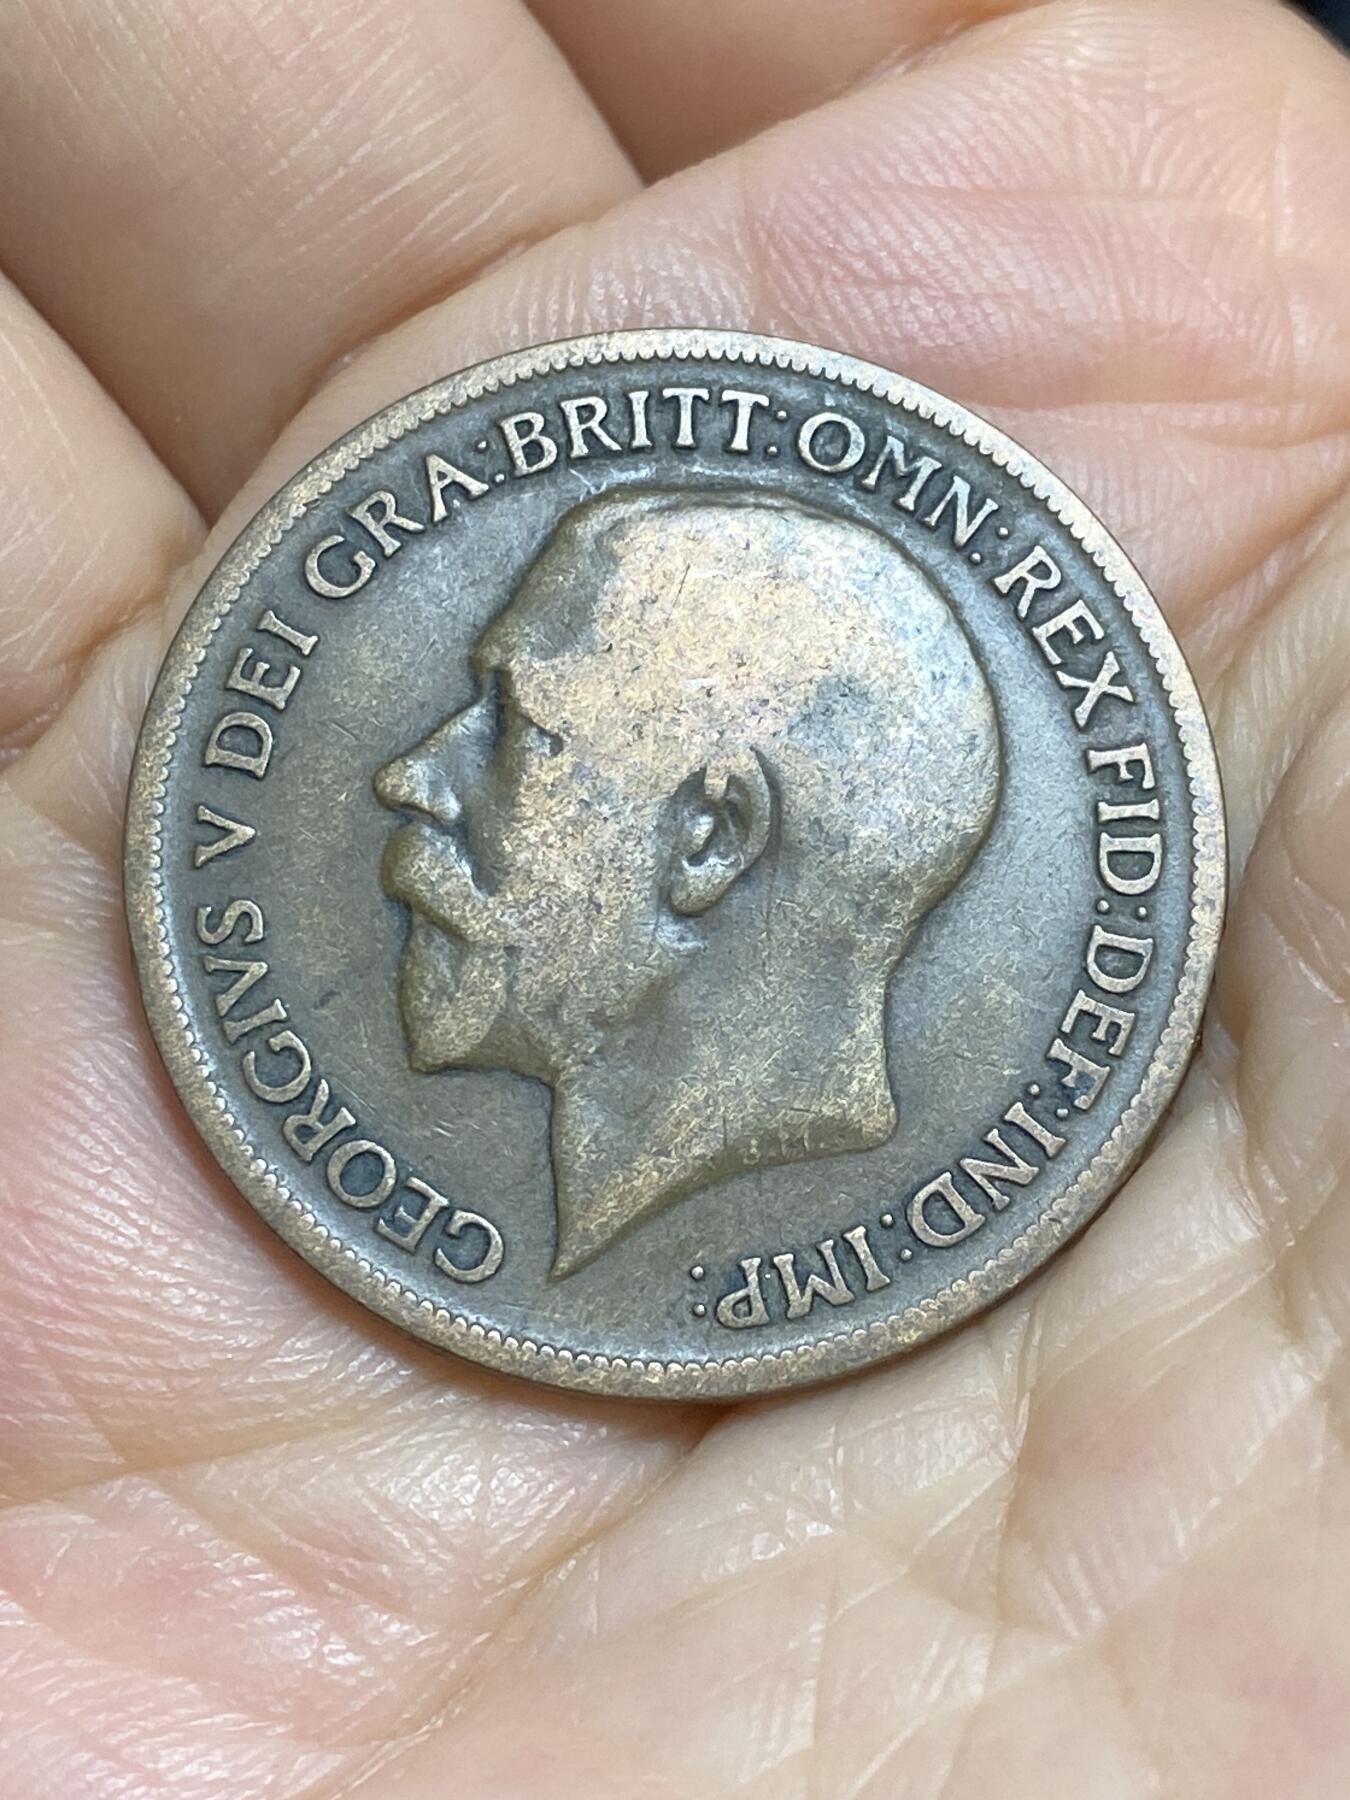 GEORGIVS V DEI GRA:BRITT:OMN:REX FID:DEF:IND:IMP: